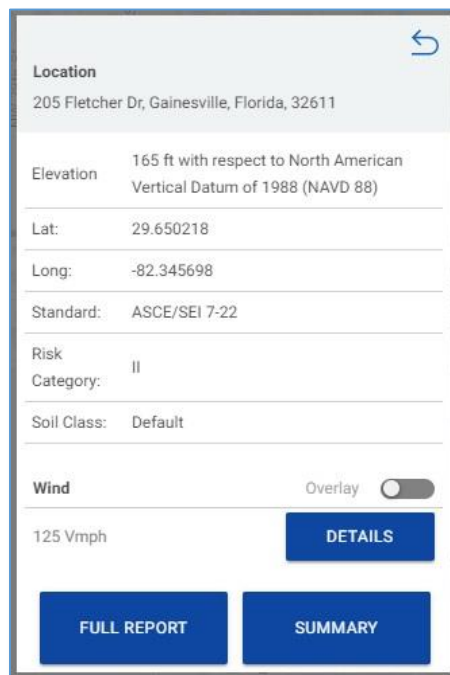 Location
205 Fletcher Dr, Gainesville, Florida, 32611
Elevation
165 ft with respect to North American
Vertical Datum of 1988 (NAVD 88)
Lat:
29.650218
Long:
-82.345698
Standard:
ASCE/SEI 7-22
Risk
Category:
II
Soil Class:
Default
Wind
Overlay
125 Vmph
DETAILS
FULL REPORT
SUMMARY